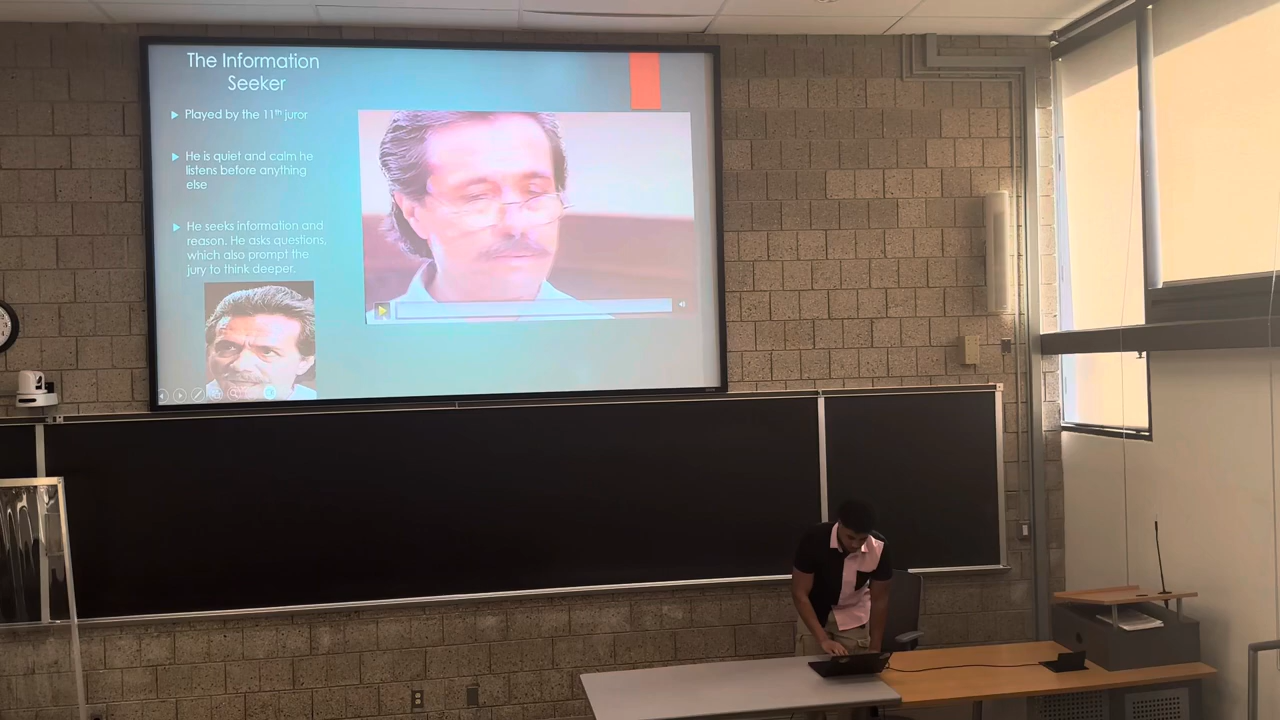 The Information
Seeker
Played by the 11th juror
He is quiet and calm he
listens before anything
else
He seeks information and
reason. He asks questions,
which also prompt the
jury to think deeper.